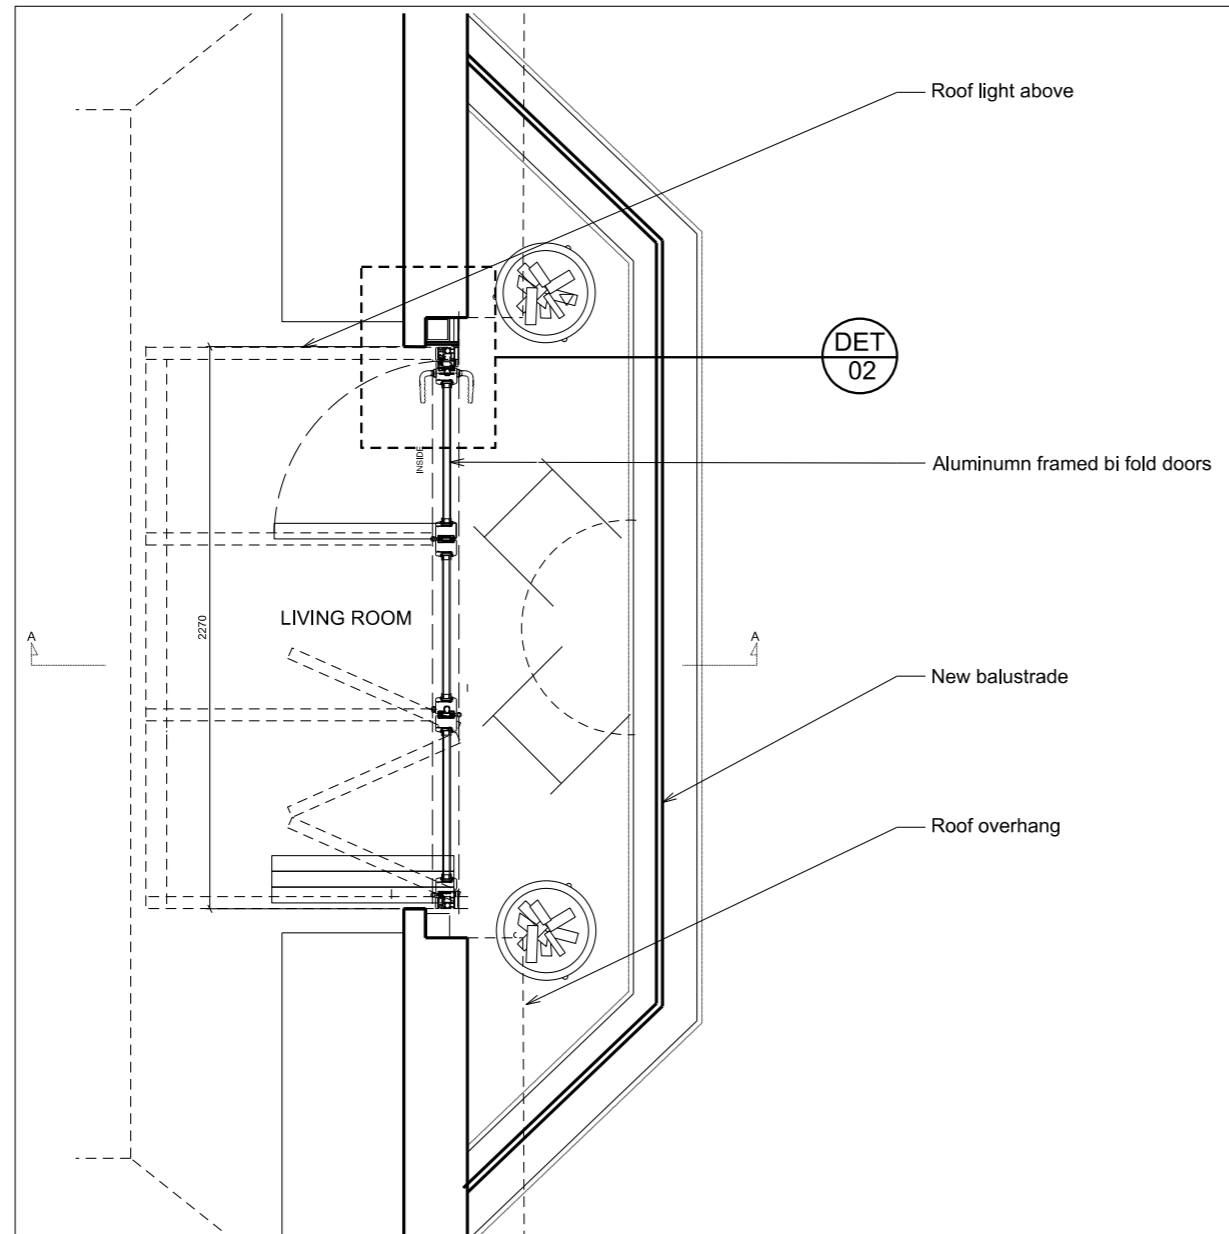 Roof light above
DET
02
INSIDE
Aluminumn framed bi fold doors
2270
LIVING ROOM
A
A
New balustrade
Roof overhang